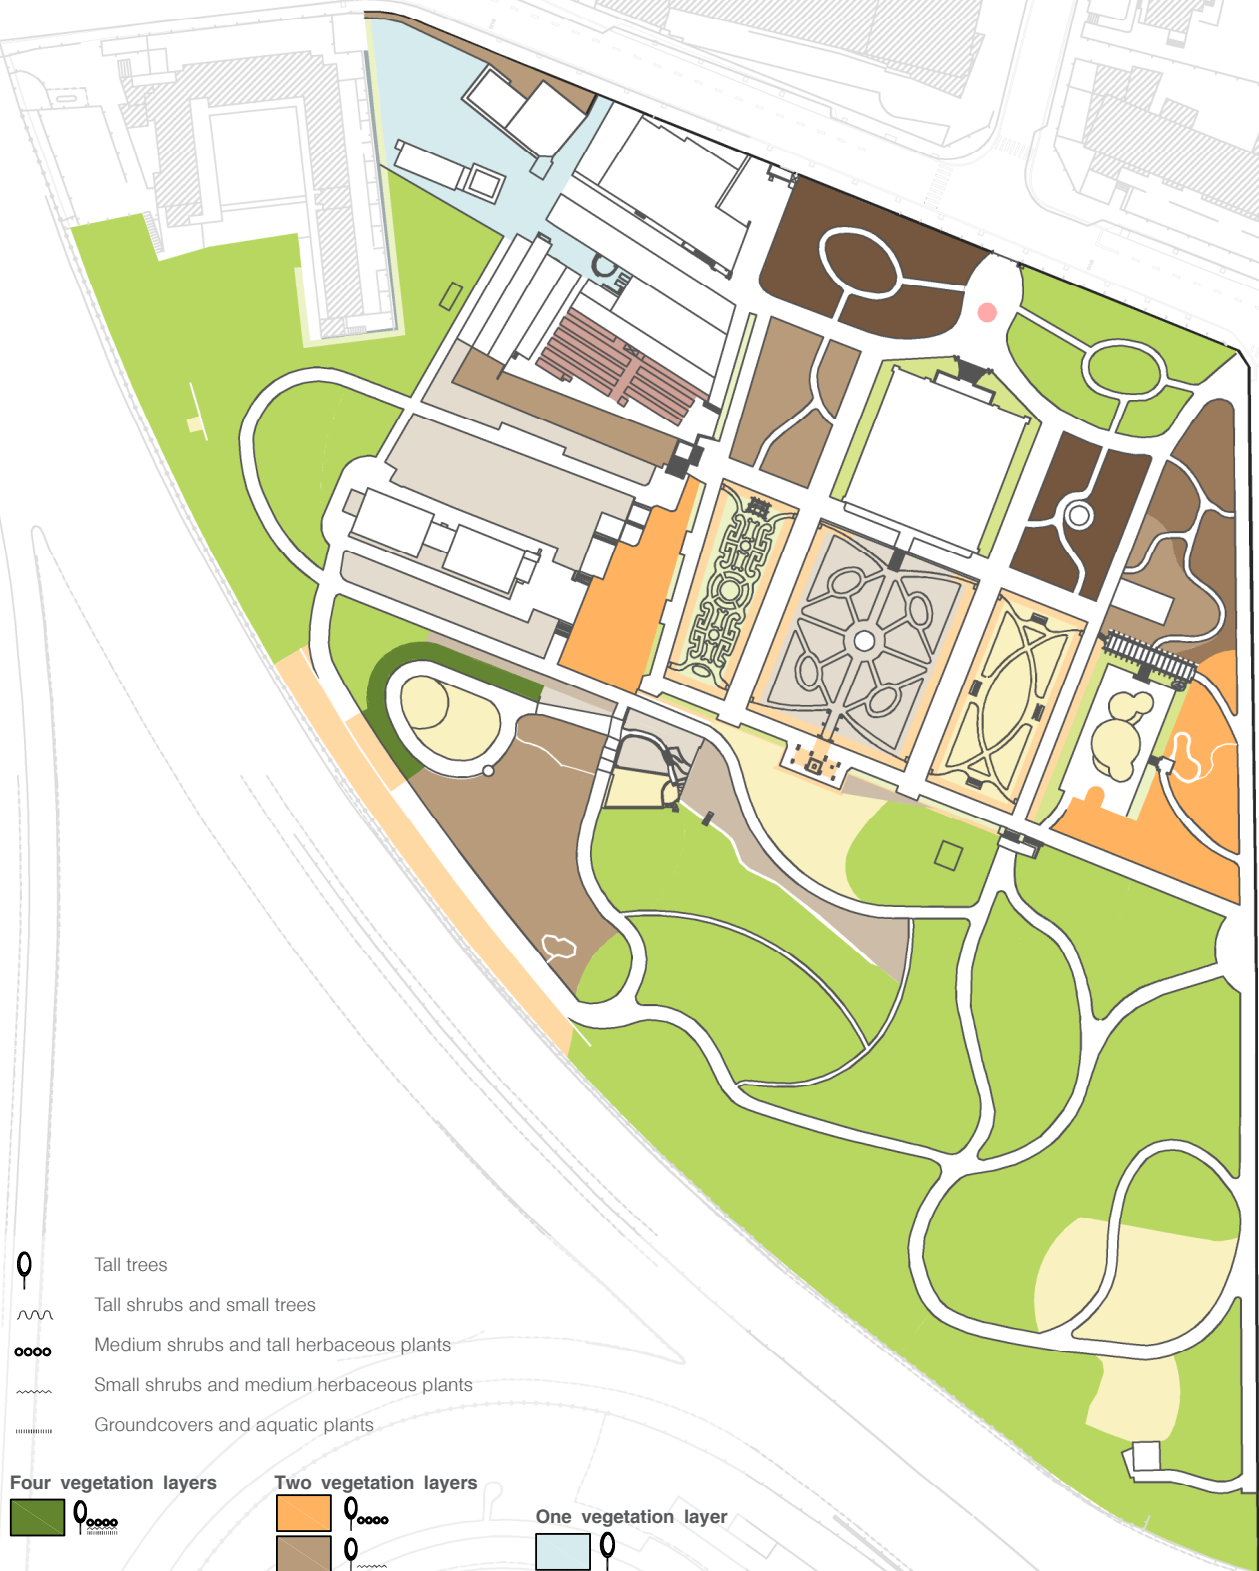 Tall trees
Tall shrubs and small trees
Medium shrubs and tall herbaceous plants
Small shrubs and medium herbaceous plants
Groundcovers and aquatic plants
Four vegetation layers
Two vegetation layers
One vegetation layer